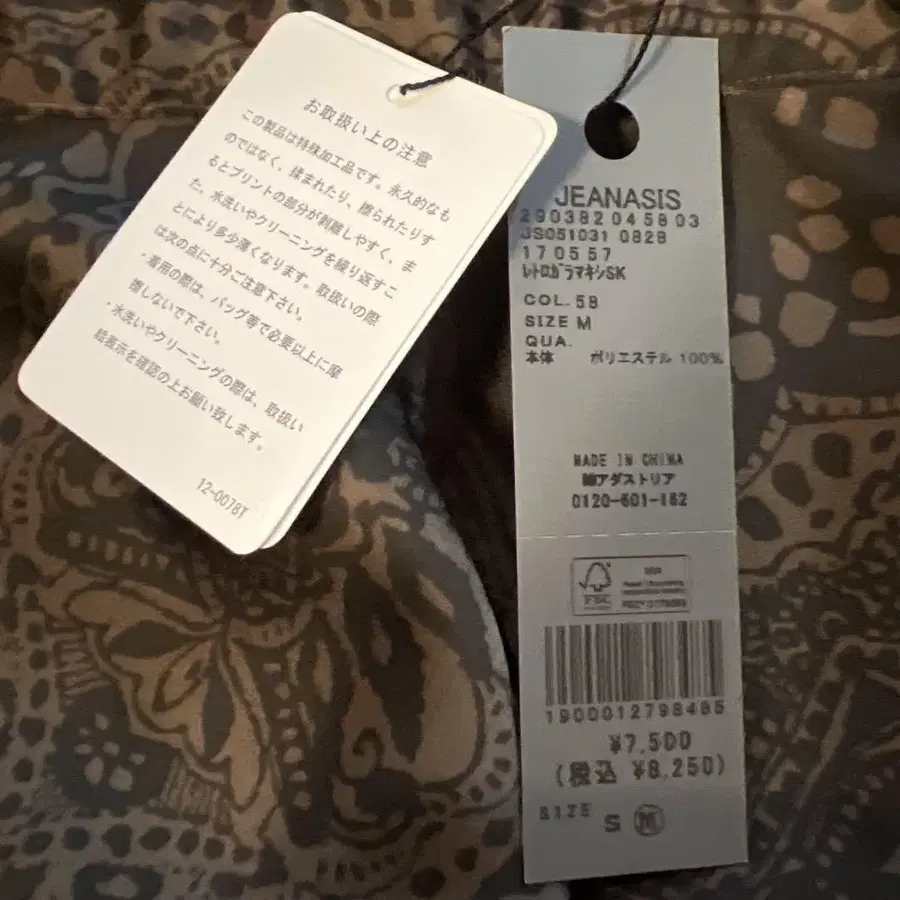 お取扱い上の注意
この製品は特殊加工品です。永久的なも
のではなく、揉まれたり、擦られたりす
るとプリントの部分が剥離しやすく、ま
た、水洗いやクリーニングを繰り返すこ
とにより多少薄くなります。取扱いの際
は次の点に十分ご注意下さい。
・着用の際は、バッグ等で必要以上に摩
擦しないで下さい。
・水洗いやクリーニングの際は、取扱い
絵表示を確認の上お願い致します。
12-0078T
JEANASIS
290382 045803
JS051031 0828
170557
ﾚﾄﾛｶﾞﾗﾏｷｼSK
COL.58
SIZE M
QUA.
本体 ポリエステル 100%
MADE IN CHINA
㈱アダストリア
0120-601-162
FSC
1900012798485
¥7,500
(税込 ¥8,250)
SIZE S M